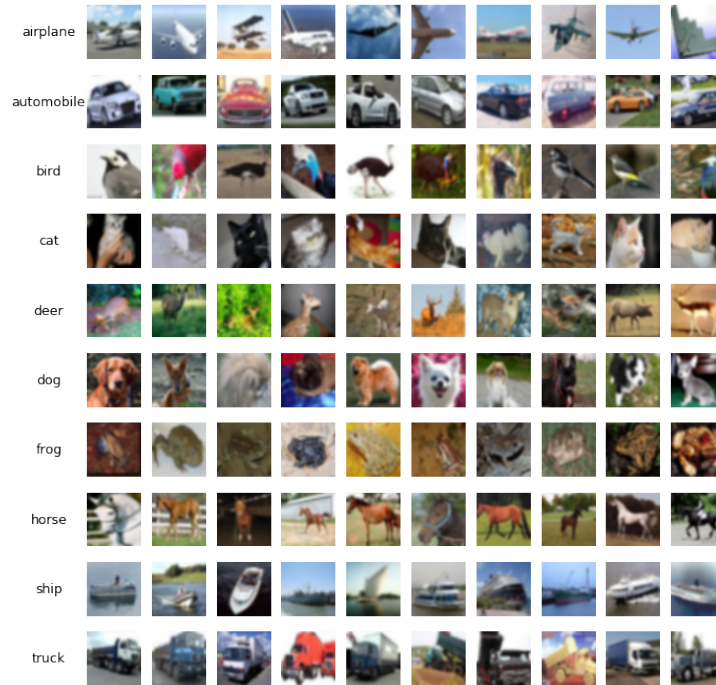 airplane
automobile
bird
cat
deer
dog
frog
horse
ship
truck